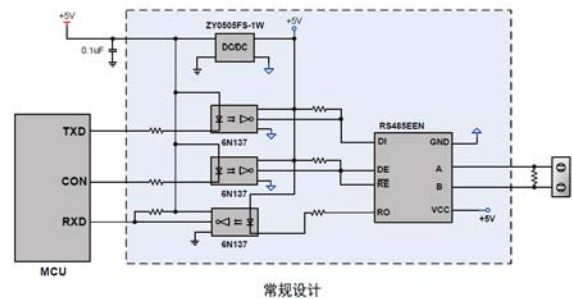 +5V
ZY0505FS-1W
+5V
0.1uF
DC/DC
RS485EEN
TXD
6N137
DI
GND
CON
DE
A
RE
B
6N137
RXD
RO
VCC
+5V
6N137
MCU
常规设计